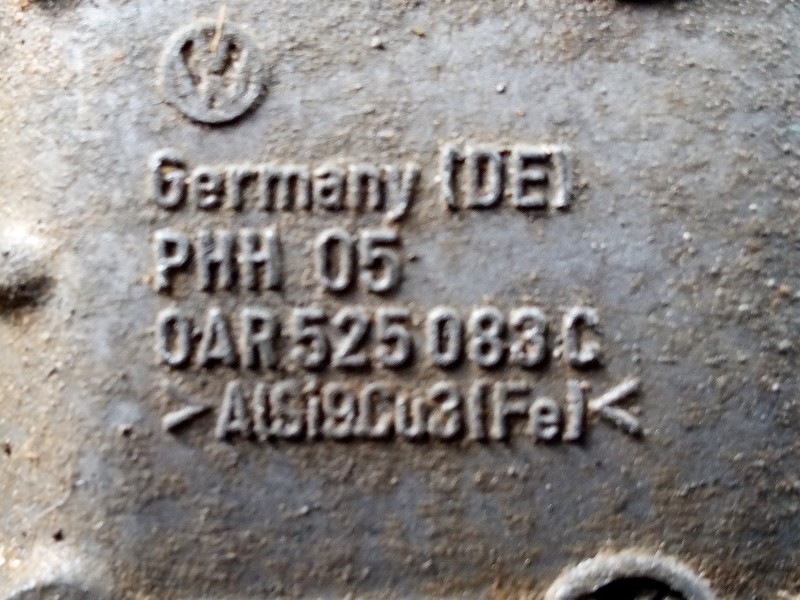 Germany (DE)
PHH 05
0AR 525 083 C
>AlSi9Cu3(Fe)<